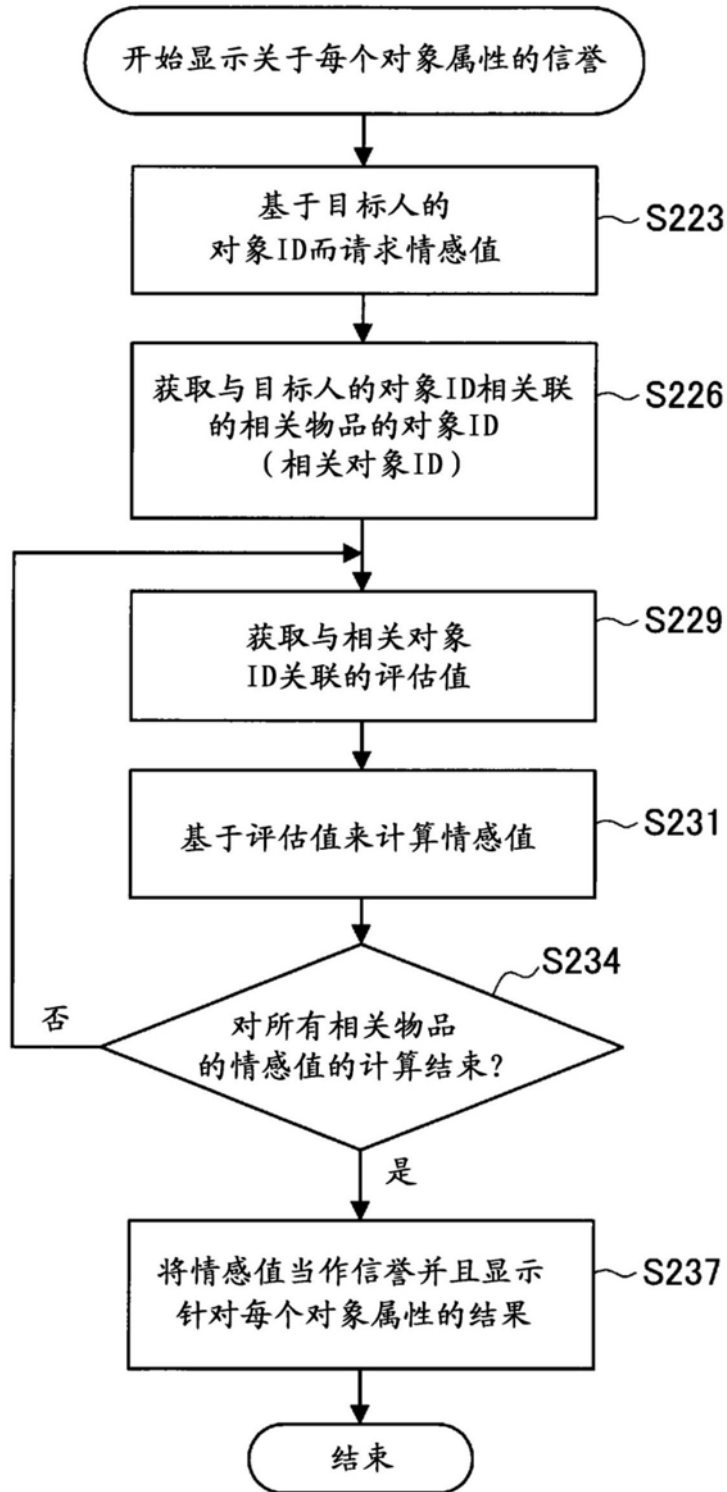 开始显示关于每个对象属性的信誉
基于目标人的
对象ID而请求情感值
S223
获取与目标人的对象ID相关联
的相关物品的对象ID
（相关对象ID）
S226
获取与相关对象
ID关联的评估值
S229
基于评估值来计算情感值
S231
S234
对所有相关物品
的情感值的计算结束?
否
是
将情感值当作信誉并且显示
针对每个对象属性的结果
S237
结束